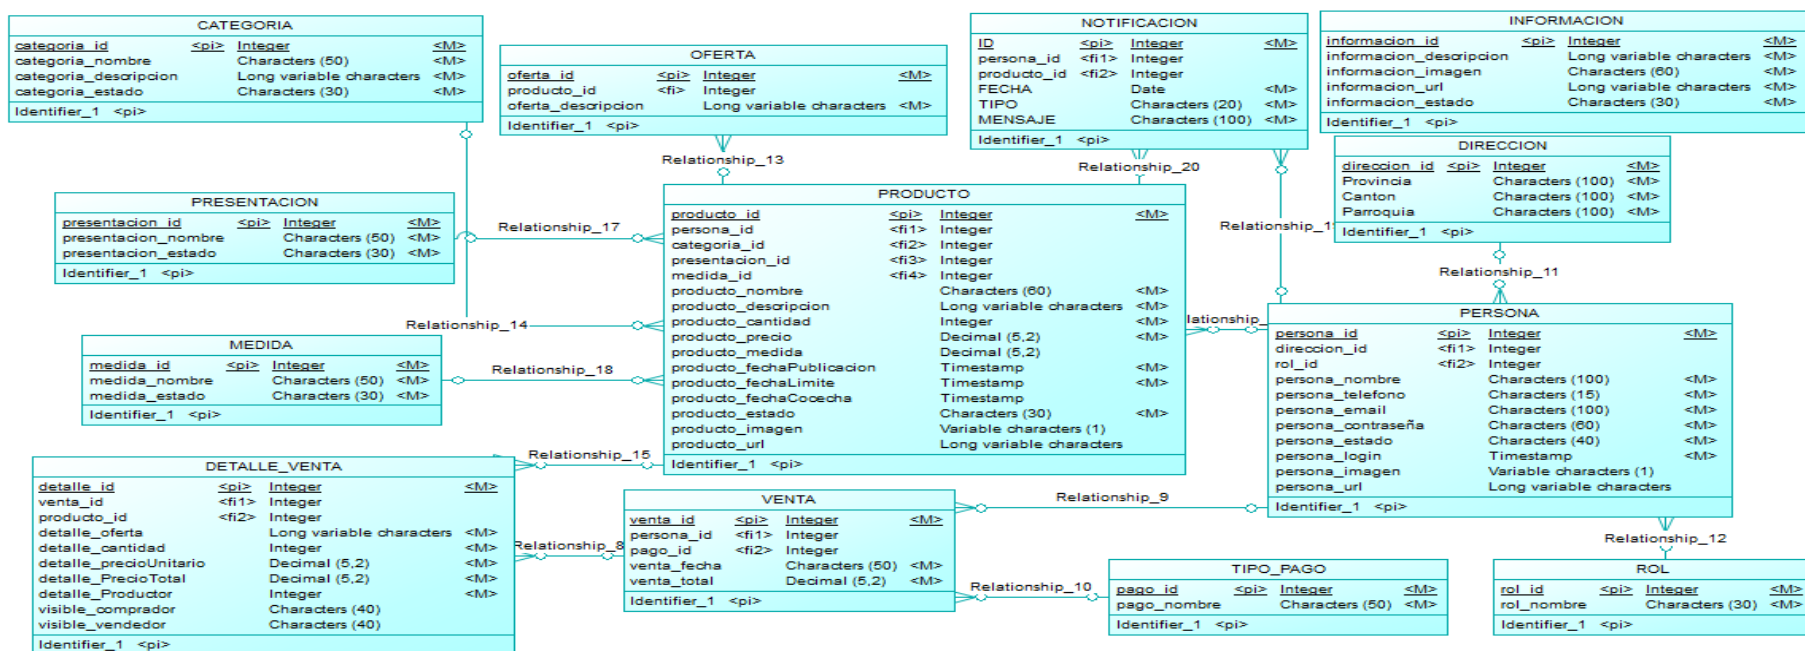 CATEGORIA
categoria_id <pi> Integer <M>
categoria_nombre Characters (50) <M>
categoria_descripcion Long variable characters <M>
categoria_estado Characters (30) <M>
Identifier_1 <pi>
OFERTA
oferta_id <pi> Integer <M>
producto_id <fi> Integer
oferta_descripcion Long variable characters <M>
Identifier_1 <pi>
NOTIFICACION
ID <pi> Integer <M>
persona_id <fi1> Integer
producto_id <fi2> Integer
FECHA Date <M>
TIPO Characters (20) <M>
MENSAJE Characters (100) <M>
Identifier_1 <pi>
INFORMACION
informacion_id <pi> Integer <M>
informacion_descripcion Long variable characters <M>
informacion_imagen Characters (60) <M>
informacion_url Long variable characters <M>
informacion_estado Characters (30) <M>
Identifier_1 <pi>
DIRECCION
direccion_id <pi> Integer <M>
Provincia Characters (100) <M>
Canton Characters (100) <M>
Parroquia Characters (100) <M>
Identifier_1 <pi>
Relationship_13
Relationship_20
PRESENTACION
presentacion_id <pi> Integer <M>
presentacion_nombre Characters (50) <M>
presentacion_estado Characters (30) <M>
Identifier_1 <pi>
Relationship_17
PRODUCTO
producto_id <pi> Integer <M>
persona_id <fi1> Integer
categoria_id <fi2> Integer
presentacion_id <fi3> Integer
medida_id <fi4> Integer
producto_nombre Characters (60) <M>
producto_descripcion Long variable characters <M>
producto_cantidad Integer <M>
producto_precio Decimal (5,2) <M>
producto_medida Decimal (5,2)
producto_fechaPublicacion Timestamp <M>
producto_fechaLimite Timestamp <M>
producto_fechaCocecha Timestamp
producto_estado Characters (30) <M>
producto_imagen Variable characters (1)
producto_url Long variable characters
Identifier_1 <pi>
Relationship_11
Relationship_14
PERSONA
persona_id <pi> Integer <M>
direccion_id <fi1> Integer
rol_id <fi2> Integer
persona_nombre Characters (100) <M>
persona_telefono Characters (15) <M>
persona_email Characters (100) <M>
persona_contraseña Characters (60) <M>
persona_estado Characters (40) <M>
persona_login Timestamp <M>
persona_imagen Variable characters (1)
persona_url Long variable characters
Identifier_1 <pi>
MEDIDA
medida_id <pi> Integer <M>
medida_nombre Characters (50) <M>
medida_estado Characters (30) <M>
Identifier_1 <pi>
Relationship_18
Relationship_15
DETALLE_VENTA
detalle_id <pi> Integer <M>
venta_id <fi1> Integer
producto_id <fi2> Integer
detalle_oferta Long variable characters <M>
detalle_cantidad Integer <M>
detalle_precioUnitario Decimal (5,2) <M>
detalle_PrecioTotal Decimal (5,2) <M>
detalle_Productor Integer <M>
visible_comprador Characters (40)
visible_vendedor Characters (40)
Identifier_1 <pi>
Relationship_8
VENTA
venta_id <pi> Integer <M>
persona_id <fi1> Integer
pago_id <fi2> Integer
venta_fecha Characters (50) <M>
venta_total Decimal (5,2) <M>
Identifier_1 <pi>
Relationship_9
Relationship_12
Relationship_10
TIPO_PAGO
pago_id <pi> Integer <M>
pago_nombre Characters (50) <M>
Identifier_1 <pi>
ROL
rol_id <pi> Integer <M>
rol_nombre Characters (30) <M>
Identifier_1 <pi>